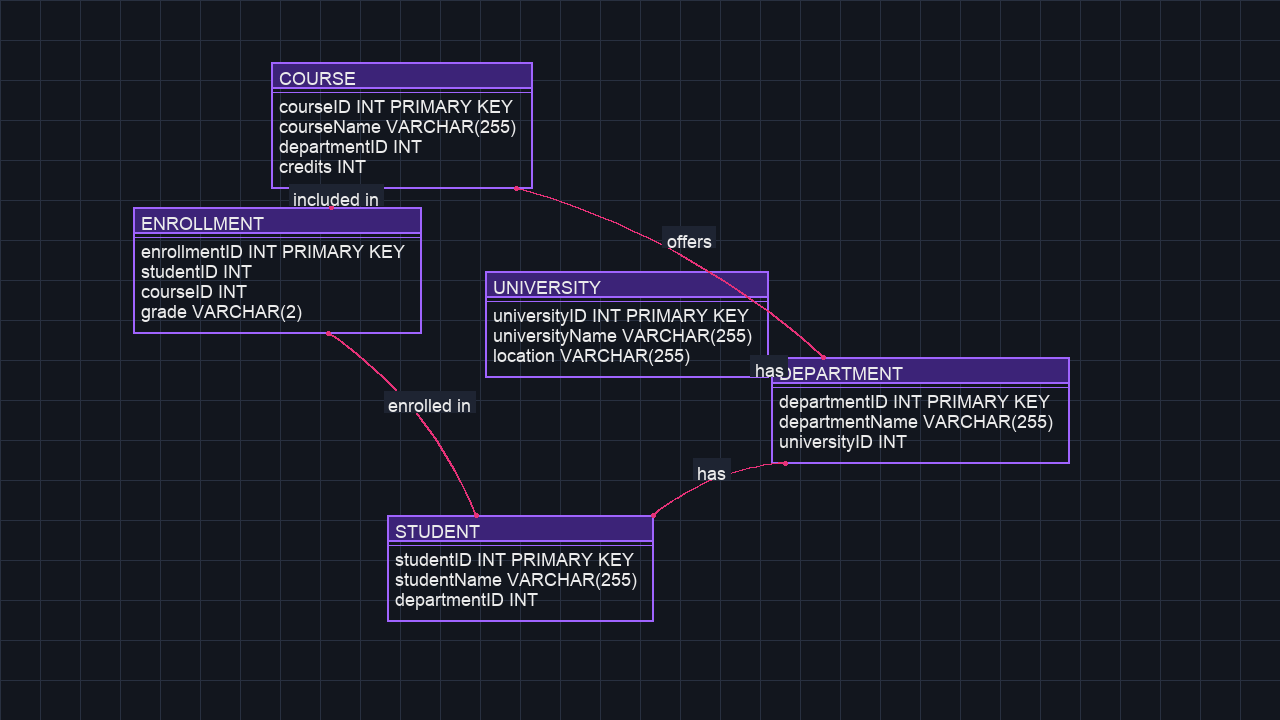 COURSE
courseID INT PRIMARY KEY
courseName VARCHAR(255)
departmentID INT
credits INT
included in
ENROLLMENT
enrollmentID INT PRIMARY KEY
studentID INT
courseID INT
grade VARCHAR(2)
offers
UNIVERSITY
universityID INT PRIMARY KEY
universityName VARCHAR(255)
location VARCHAR(255)
has
DEPARTMENT
departmentID INT PRIMARY KEY
departmentName VARCHAR(255)
universityID INT
enrolled in
has
STUDENT
studentID INT PRIMARY KEY
studentName VARCHAR(255)
departmentID INT